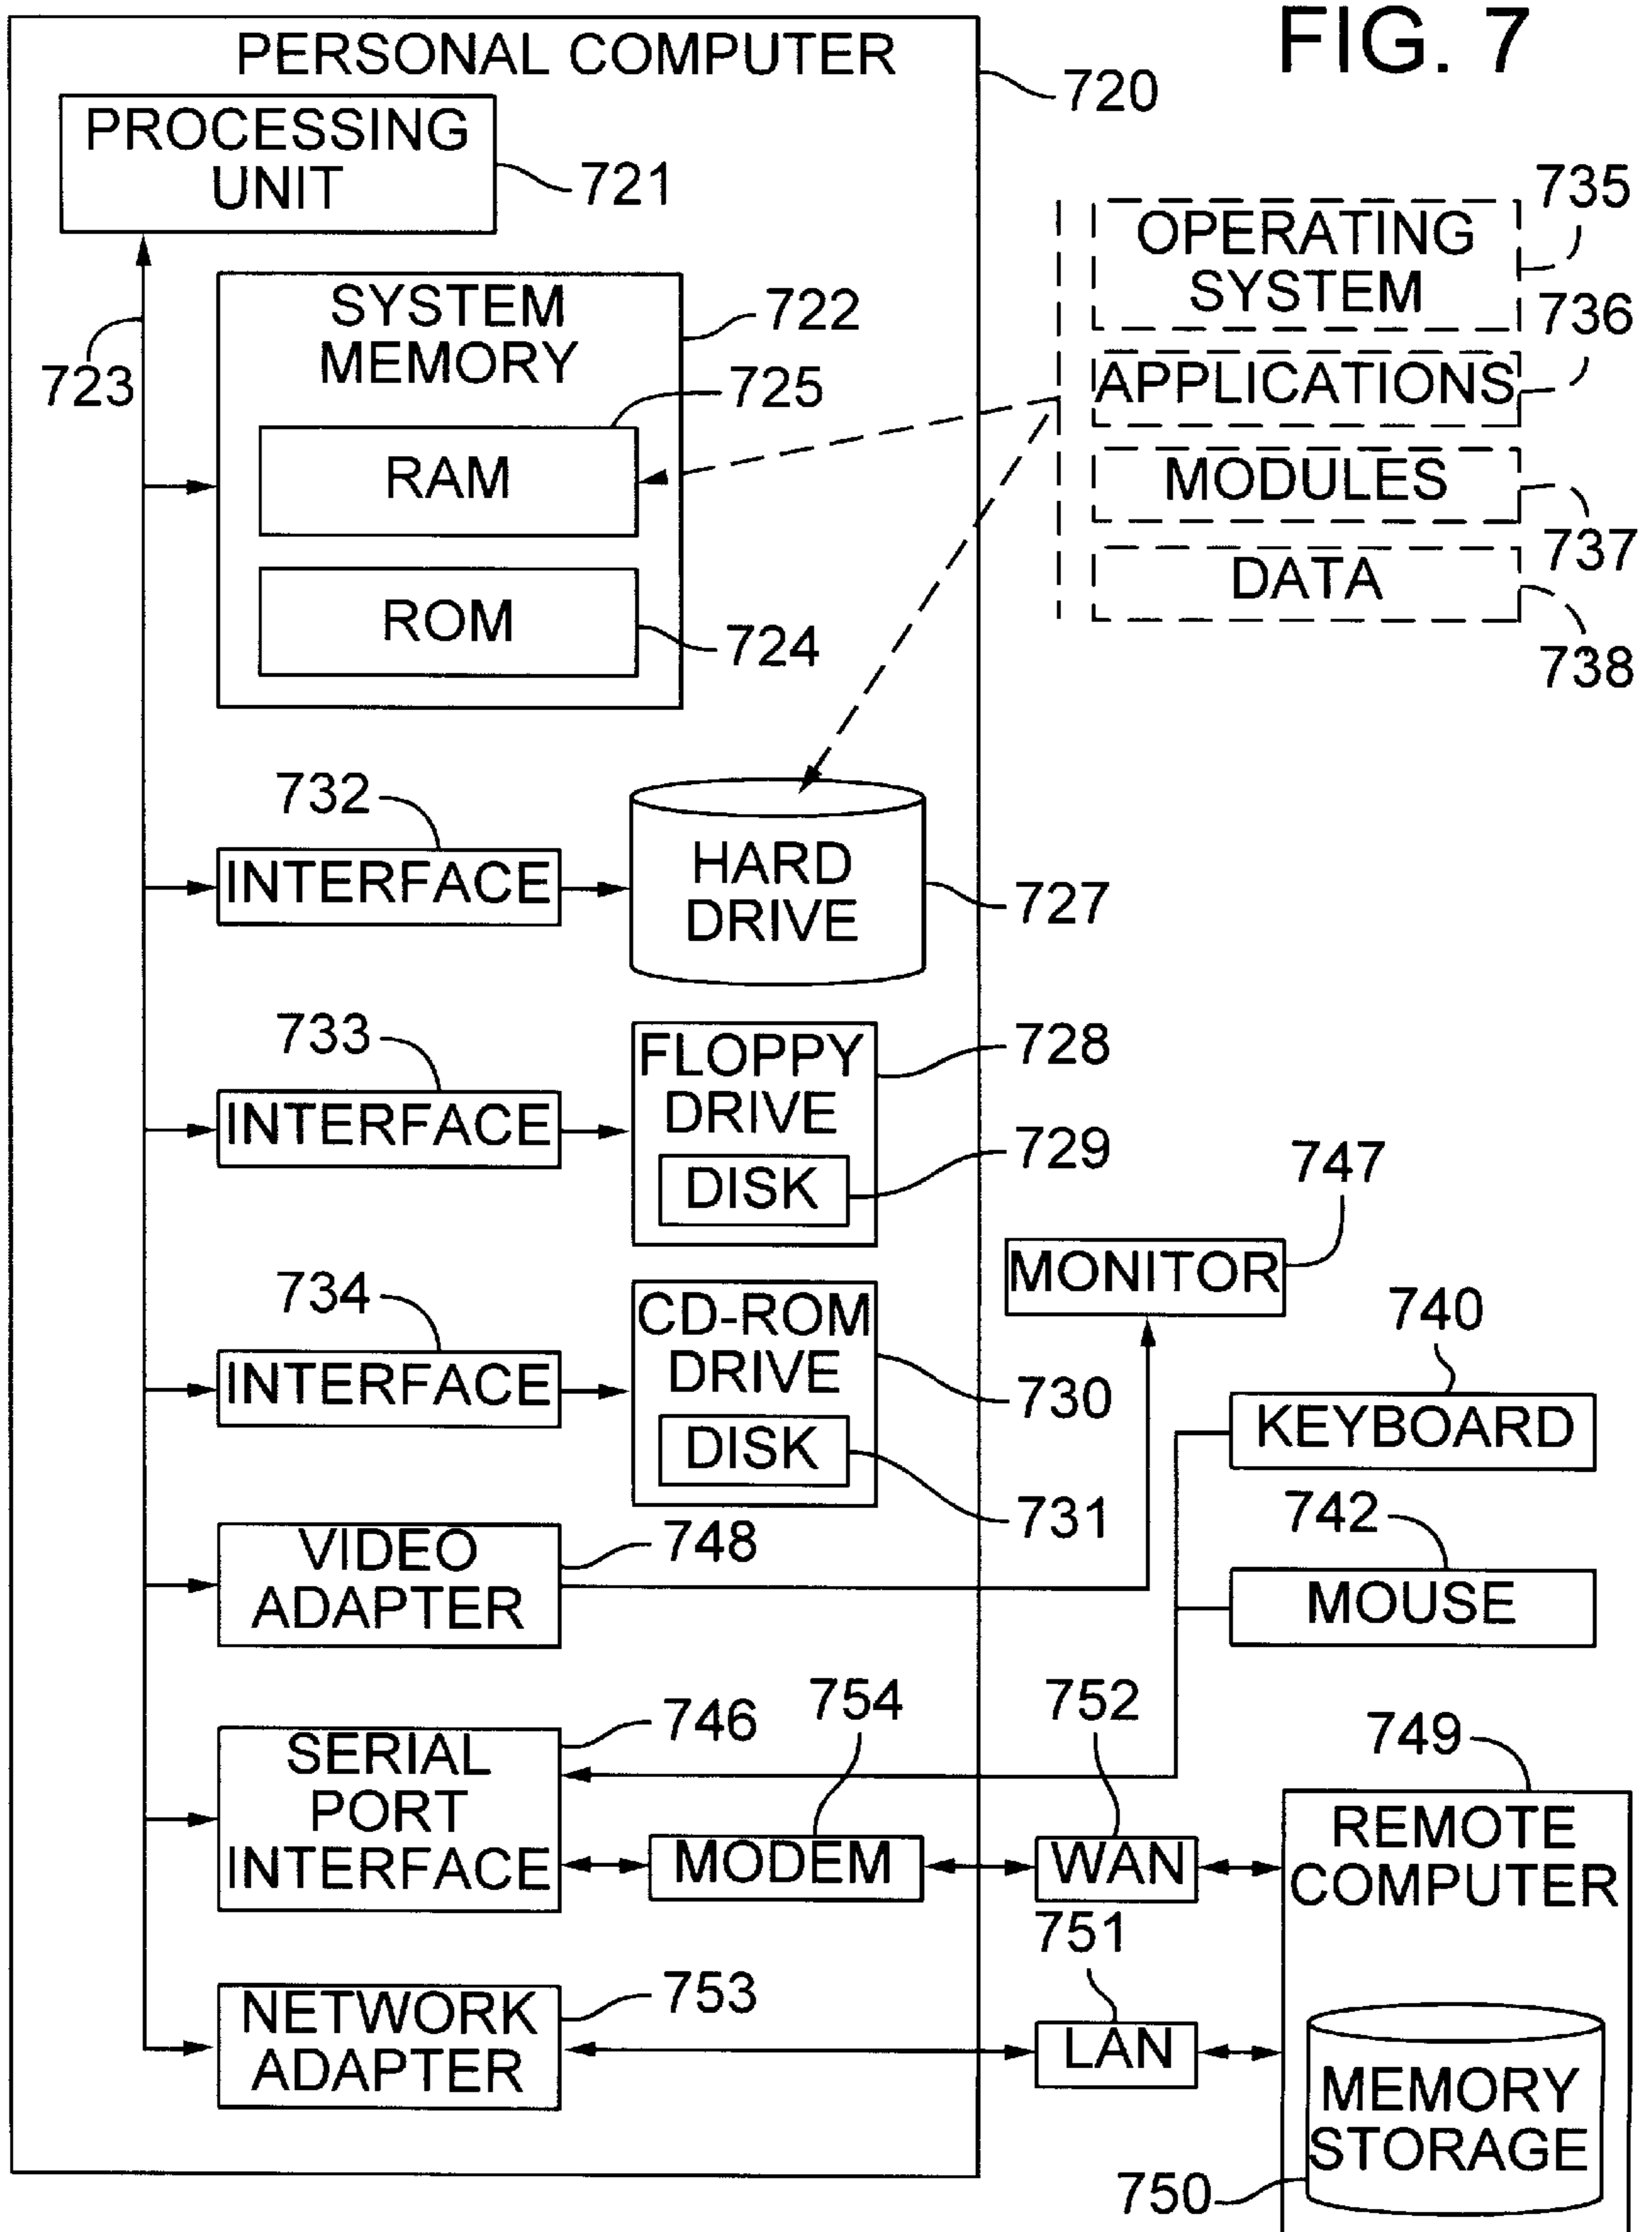 FIG. 7
PERSONAL COMPUTER
720
PROCESSING
UNIT
721
735
OPERATING
SYSTEM
736
APPLICATIONS
MODULES
737
DATA
738
723
SYSTEM
MEMORY
722
725
RAM
ROM
724
732
INTERFACE
HARD
DRIVE
727
733
INTERFACE
FLOPPY
DRIVE
728
DISK
729
747
MONITOR
734
INTERFACE
CD-ROM
DRIVE
730
DISK
731
740
KEYBOARD
742
MOUSE
VIDEO
ADAPTER
748
SERIAL
PORT
INTERFACE
746
754
MODEM
752
WAN
749
REMOTE
COMPUTER
751
LAN
NETWORK
ADAPTER
753
MEMORY
STORAGE
750